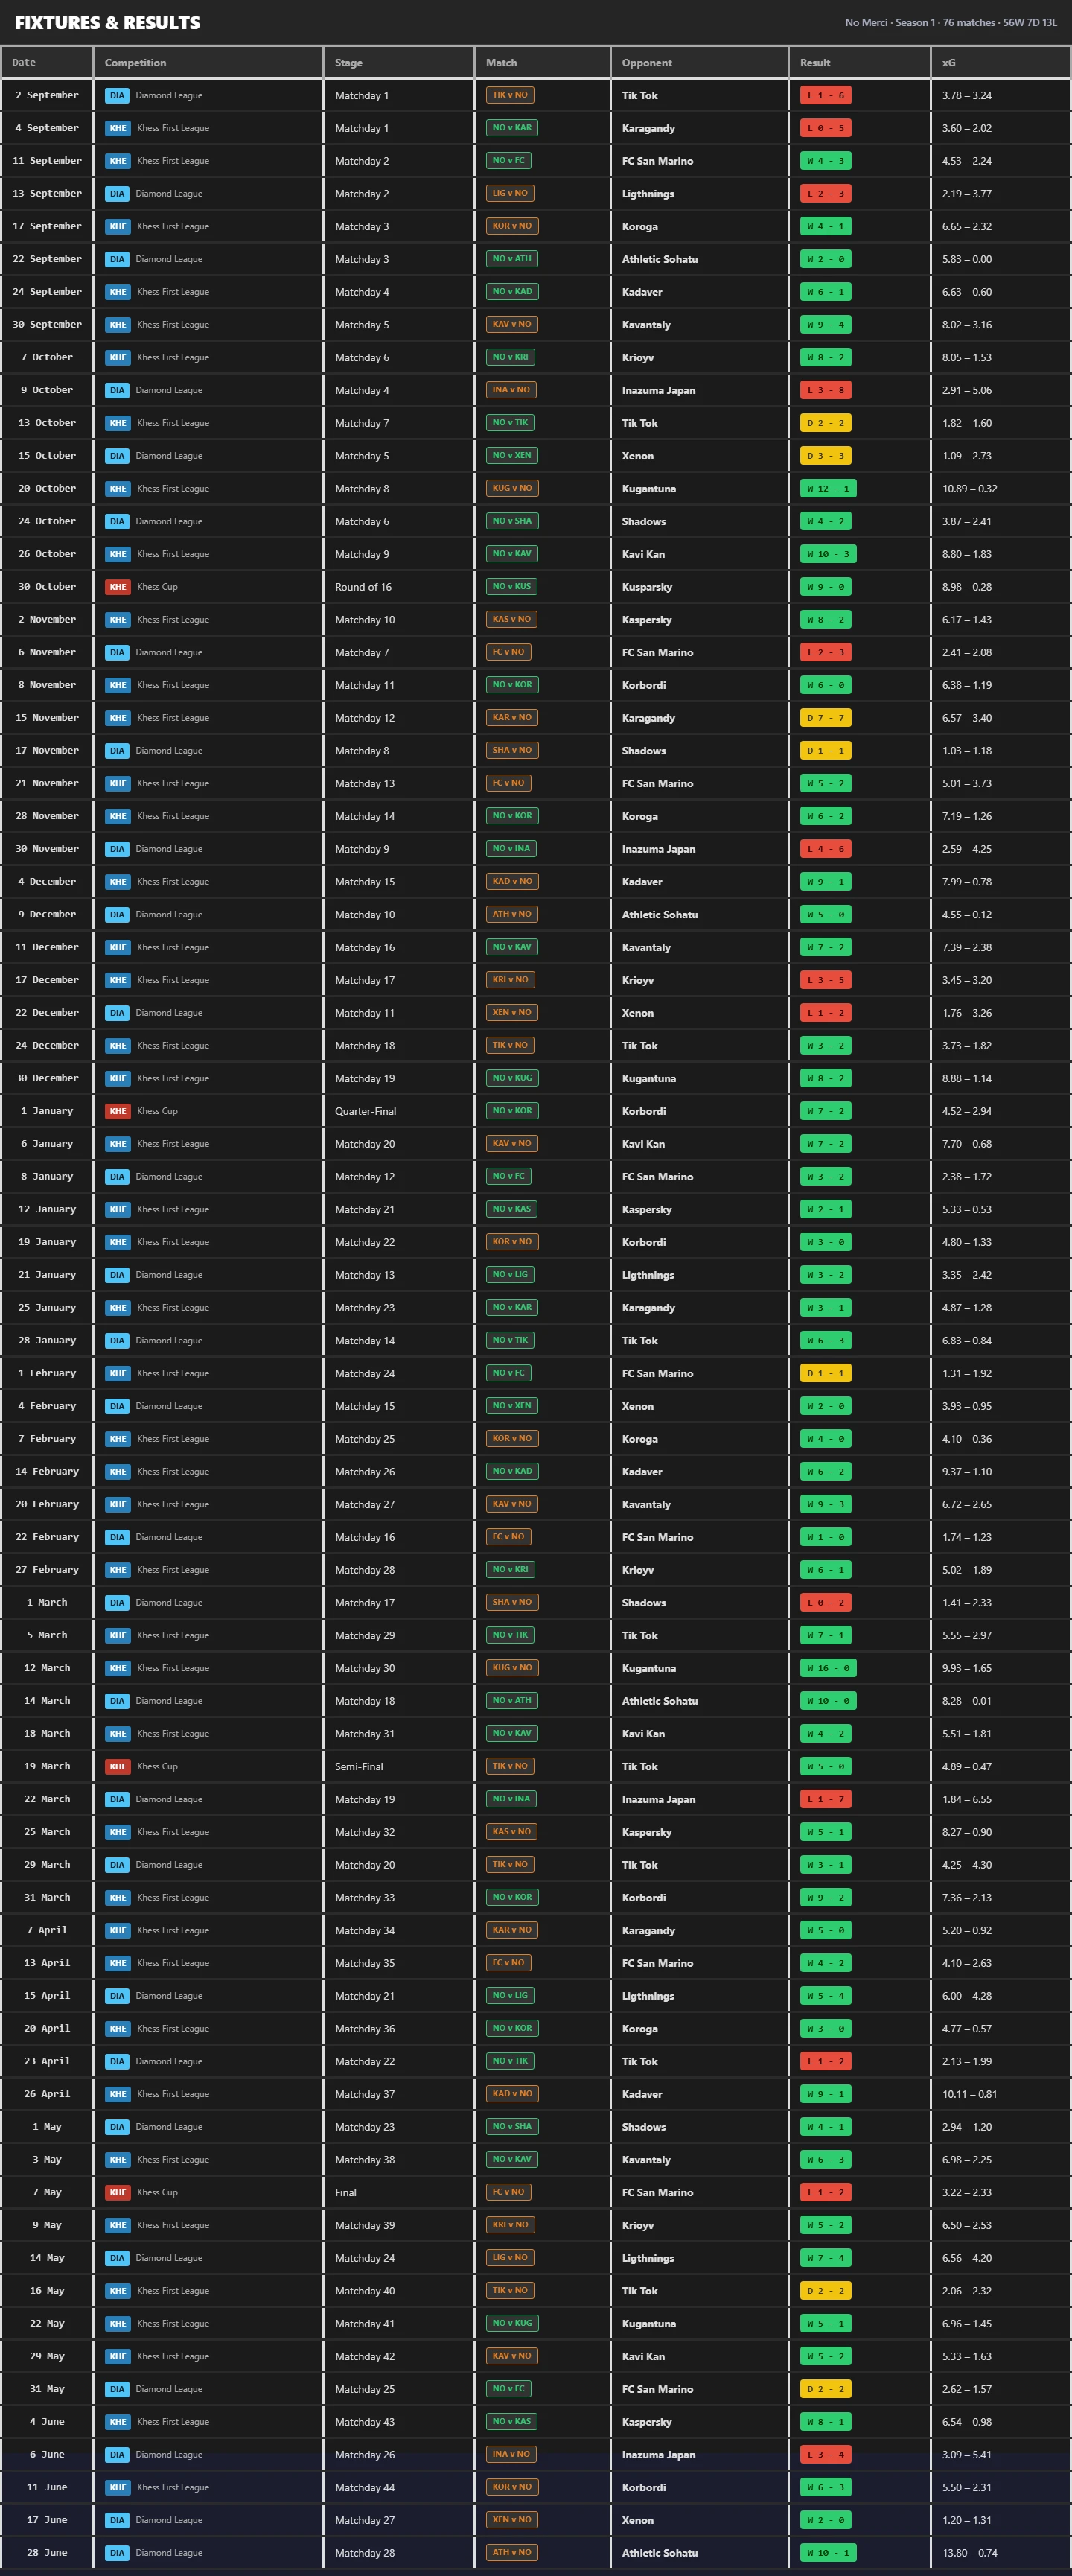 FIXTURES & RESULTS No Merci · Season 1 · 76 matches · 56W 7D 13L
Date Competition Stage Match Opponent Result xG
2 September DIA Diamond League Matchday 1 TIK v NO Tik Tok L 1 - 6 3.78 – 3.24
4 September KHE Khess First League Matchday 1 NO v KAR Karagandy L 0 - 5 3.60 – 2.02
11 September KHE Khess First League Matchday 2 NO v FC FC San Marino W 4 - 3 4.53 – 2.24
13 September DIA Diamond League Matchday 2 LIG v NO Ligthnings L 2 - 3 2.19 – 3.77
17 September KHE Khess First League Matchday 3 KOR v NO Koroga W 4 - 1 6.65 – 2.32
22 September DIA Diamond League Matchday 3 NO v ATH Athletic Sohatu W 2 - 0 5.83 – 0.00
24 September KHE Khess First League Matchday 4 NO v KAD Kadaver W 6 - 1 6.63 – 0.60
30 September KHE Khess First League Matchday 5 KAV v NO Kavantaly W 9 - 4 8.02 – 3.16
7 October KHE Khess First League Matchday 6 NO v KRI Krioyv W 8 - 2 8.05 – 1.53
9 October DIA Diamond League Matchday 4 INA v NO Inazuma Japan L 3 - 8 2.91 – 5.06
13 October KHE Khess First League Matchday 7 NO v TIK Tik Tok D 2 - 2 1.82 – 1.60
15 October DIA Diamond League Matchday 5 NO v XEN Xenon D 3 - 3 1.09 – 2.73
20 October KHE Khess First League Matchday 8 KUG v NO Kugantuna W 12 - 1 10.89 – 0.32
24 October DIA Diamond League Matchday 6 NO v SHA Shadows W 4 - 2 3.87 – 2.41
26 October KHE Khess First League Matchday 9 NO v KAV Kavi Kan W 10 - 3 8.80 – 1.83
30 October KHE Khess Cup Round of 16 NO v KUS Kusparsky W 9 - 0 8.98 – 0.28
2 November KHE Khess First League Matchday 10 KAS v NO Kaspersky W 8 - 2 6.17 – 1.43
6 November DIA Diamond League Matchday 7 FC v NO FC San Marino L 2 - 3 2.41 – 2.08
8 November KHE Khess First League Matchday 11 NO v KOR Korbordi W 6 - 0 6.38 – 1.19
15 November KHE Khess First League Matchday 12 KAR v NO Karagandy D 7 - 7 6.57 – 3.40
17 November DIA Diamond League Matchday 8 SHA v NO Shadows D 1 - 1 1.03 – 1.18
21 November KHE Khess First League Matchday 13 FC v NO FC San Marino W 5 - 2 5.01 – 3.73
28 November KHE Khess First League Matchday 14 NO v KOR Koroga W 6 - 2 7.19 – 1.26
30 November DIA Diamond League Matchday 9 NO v INA Inazuma Japan L 4 - 6 2.59 – 4.25
4 December KHE Khess First League Matchday 15 KAD v NO Kadaver W 9 - 1 7.99 – 0.78
9 December DIA Diamond League Matchday 10 ATH v NO Athletic Sohatu W 5 - 0 4.55 – 0.12
11 December KHE Khess First League Matchday 16 NO v KAV Kavantaly W 7 - 2 7.39 – 2.38
17 December KHE Khess First League Matchday 17 KRI v NO Krioyv L 3 - 5 3.45 – 3.20
22 December DIA Diamond League Matchday 11 XEN v NO Xenon L 1 - 2 1.76 – 3.26
24 December KHE Khess First League Matchday 18 TIK v NO Tik Tok W 3 - 2 3.73 – 1.82
30 December KHE Khess First League Matchday 19 NO v KUG Kugantuna W 8 - 2 8.88 – 1.14
1 January KHE Khess Cup Quarter-Final NO v KOR Korbordi W 7 - 2 4.52 – 2.94
6 January KHE Khess First League Matchday 20 KAV v NO Kavi Kan W 7 - 2 7.70 – 0.68
8 January DIA Diamond League Matchday 12 NO v FC FC San Marino W 3 - 2 2.38 – 1.72
12 January KHE Khess First League Matchday 21 NO v KAS Kaspersky W 2 - 1 5.33 – 0.53
19 January KHE Khess First League Matchday 22 KOR v NO Korbordi W 3 - 0 4.80 – 1.33
21 January DIA Diamond League Matchday 13 NO v LIG Ligthnings W 3 - 2 3.35 – 2.42
25 January KHE Khess First League Matchday 23 NO v KAR Karagandy W 3 - 1 4.87 – 1.28
28 January DIA Diamond League Matchday 14 NO v TIK Tik Tok W 6 - 3 6.83 – 0.84
1 February KHE Khess First League Matchday 24 NO v FC FC San Marino D 1 - 1 1.31 – 1.92
4 February DIA Diamond League Matchday 15 NO v XEN Xenon W 2 - 0 3.93 – 0.95
7 February KHE Khess First League Matchday 25 KOR v NO Koroga W 4 - 0 4.10 – 0.36
14 February KHE Khess First League Matchday 26 NO v KAD Kadaver W 6 - 2 9.37 – 1.10
20 February KHE Khess First League Matchday 27 KAV v NO Kavantaly W 9 - 3 6.72 – 2.65
22 February DIA Diamond League Matchday 16 FC v NO FC San Marino W 1 - 0 1.74 – 1.23
27 February KHE Khess First League Matchday 28 NO v KRI Krioyv W 6 - 1 5.02 – 1.89
1 March DIA Diamond League Matchday 17 SHA v NO Shadows L 0 - 2 1.41 – 2.33
5 March KHE Khess First League Matchday 29 NO v TIK Tik Tok W 7 - 1 5.55 – 2.97
12 March KHE Khess First League Matchday 30 KUG v NO Kugantuna W 16 - 0 9.93 – 1.65
14 March DIA Diamond League Matchday 18 NO v ATH Athletic Sohatu W 10 - 0 8.28 – 0.01
18 March KHE Khess First League Matchday 31 NO v KAV Kavi Kan W 4 - 2 5.51 – 1.81
19 March KHE Khess Cup Semi-Final TIK v NO Tik Tok W 5 - 0 4.89 – 0.47
22 March DIA Diamond League Matchday 19 NO v INA Inazuma Japan L 1 - 7 1.84 – 6.55
25 March KHE Khess First League Matchday 32 KAS v NO Kaspersky W 5 - 1 8.27 – 0.90
29 March DIA Diamond League Matchday 20 TIK v NO Tik Tok W 3 - 1 4.25 – 4.30
31 March KHE Khess First League Matchday 33 NO v KOR Korbordi W 9 - 2 7.36 – 2.13
7 April KHE Khess First League Matchday 34 KAR v NO Karagandy W 5 - 0 5.20 – 0.92
13 April KHE Khess First League Matchday 35 FC v NO FC San Marino W 4 - 2 4.10 – 2.63
15 April DIA Diamond League Matchday 21 NO v LIG Ligthnings W 5 - 4 6.00 – 4.28
20 April KHE Khess First League Matchday 36 NO v KOR Koroga W 3 - 0 4.77 – 0.57
23 April DIA Diamond League Matchday 22 NO v TIK Tik Tok L 1 - 2 2.13 – 1.99
26 April KHE Khess First League Matchday 37 KAD v NO Kadaver W 9 - 1 10.11 – 0.81
1 May DIA Diamond League Matchday 23 NO v SHA Shadows W 4 - 1 2.94 – 1.20
3 May KHE Khess First League Matchday 38 NO v KAV Kavantaly W 6 - 3 6.98 – 2.25
7 May KHE Khess Cup Final FC v NO FC San Marino L 1 - 2 3.22 – 2.33
9 May KHE Khess First League Matchday 39 KRI v NO Krioyv W 5 - 2 6.50 – 2.53
14 May DIA Diamond League Matchday 24 LIG v NO Ligthnings W 7 - 4 6.56 – 4.20
16 May KHE Khess First League Matchday 40 TIK v NO Tik Tok D 2 - 2 2.06 – 2.32
22 May KHE Khess First League Matchday 41 NO v KUG Kugantuna W 5 - 1 6.96 – 1.45
29 May KHE Khess First League Matchday 42 KAV v NO Kavi Kan W 5 - 2 5.33 – 1.63
31 May DIA Diamond League Matchday 25 NO v FC FC San Marino D 2 - 2 2.62 – 1.57
4 June KHE Khess First League Matchday 43 NO v KAS Kaspersky W 8 - 1 6.54 – 0.98
6 June DIA Diamond League Matchday 26 INA v NO Inazuma Japan L 3 - 4 3.09 – 5.41
11 June KHE Khess First League Matchday 44 KOR v NO Korbordi W 6 - 3 5.50 – 2.31
17 June DIA Diamond League Matchday 27 XEN v NO Xenon W 2 - 0 1.20 – 1.31
28 June DIA Diamond League Matchday 28 ATH v NO Athletic Sohatu W 10 - 1 13.80 – 0.74